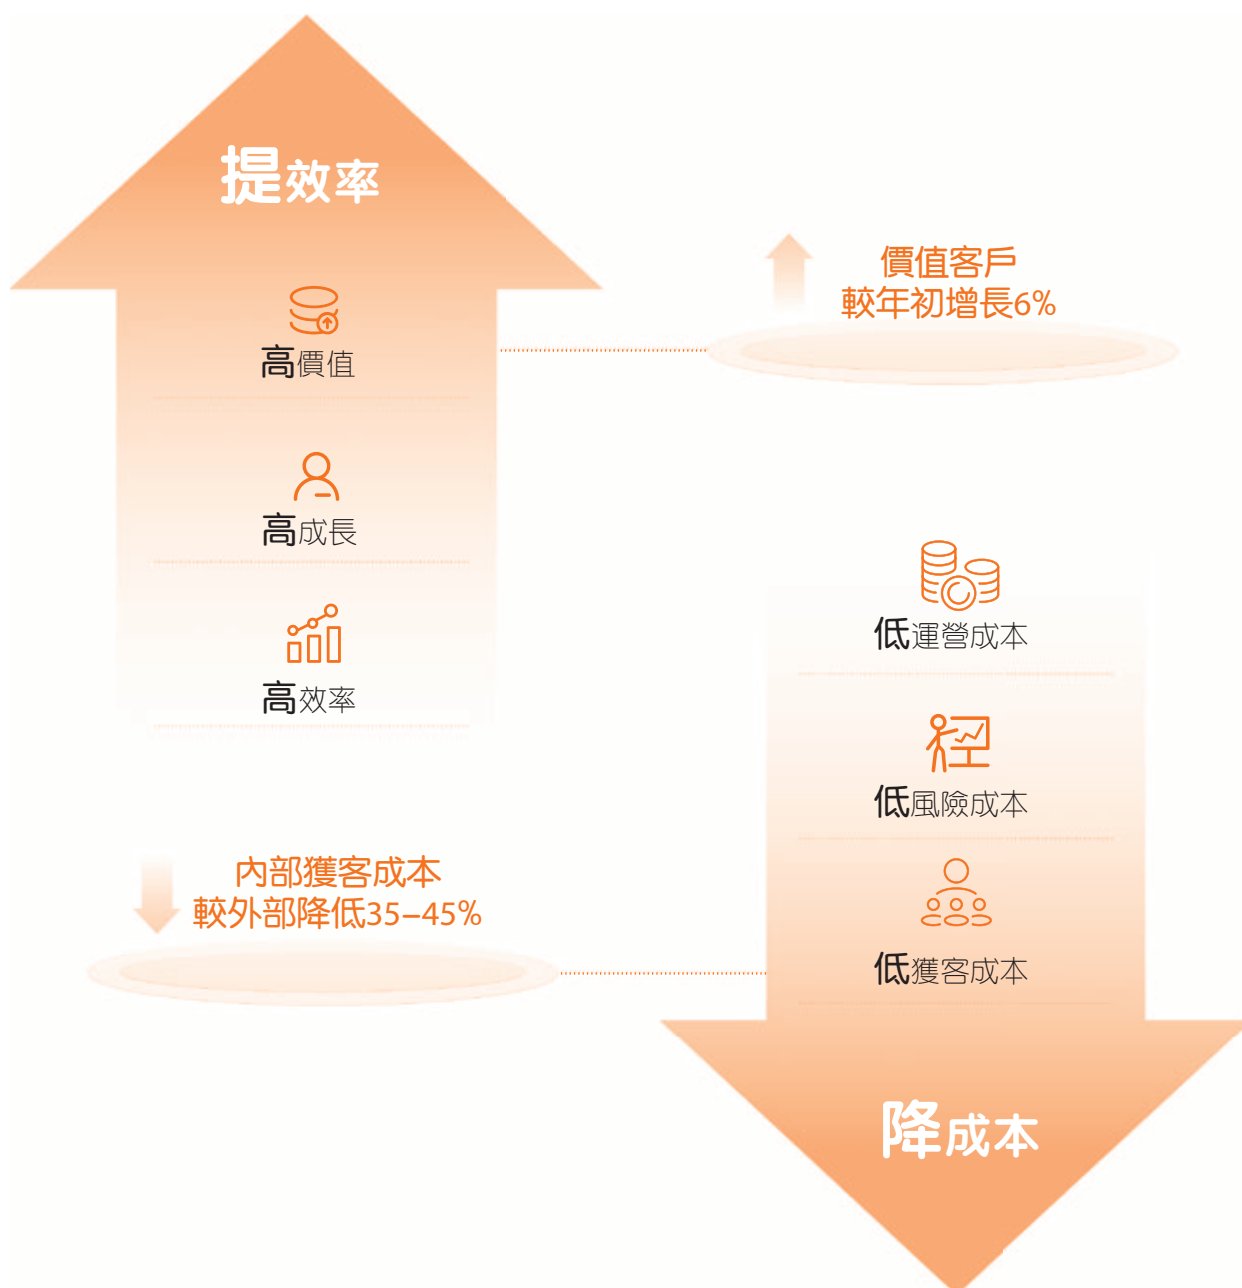 提效率
高價值
價值客戶
較年初增長6%
高成長
高效率
低運營成本
低風險成本
內部獲客成本
較外部降低35–45%
低獲客成本
降成本